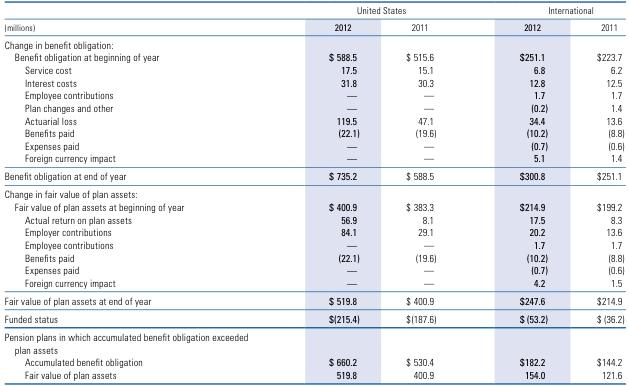 United States International
(millions) 2012 2011 2012 2011
Change in benefit obligation:
Benefit obligation at beginning of year $ 588.5 $ 515.6 $251.1 $223.7
Service cost 17.5 15.1 6.8 6.2
Interest costs 31.8 30.3 12.8 12.5
Employee contributions — — 1.7 1.7
Plan changes and other — — (0.2) 1.4
Actuarial loss 119.5 47.1 34.4 13.6
Benefits paid (22.1) (19.6) (10.2) (8.8)
Expenses paid — — (0.7) (0.6)
Foreign currency impact — — 5.1 1.4
Benefit obligation at end of year $ 735.2 $ 588.5 $300.8 $251.1
Change in fair value of plan assets:
Fair value of plan assets at beginning of year $ 400.9 $ 383.3 $214.9 $199.2
Actual return on plan assets 56.9 8.1 17.5 8.3
Employer contributions 84.1 29.1 20.2 13.6
Employee contributions — — 1.7 1.7
Benefits paid (22.1) (19.6) (10.2) (8.8)
Expenses paid — — (0.7) (0.6)
Foreign currency impact — — 4.2 1.5
Fair value of plan assets at end of year $ 519.8 $ 400.9 $247.6 $214.9
Funded status $(215.4) $(187.6) $ (53.2) $ (36.2)
Pension plans in which accumulated benefit obligation exceeded
plan assets
Accumulated benefit obligation $ 660.2 $ 530.4 $182.2 $144.2
Fair value of plan assets 519.8 400.9 154.0 121.6